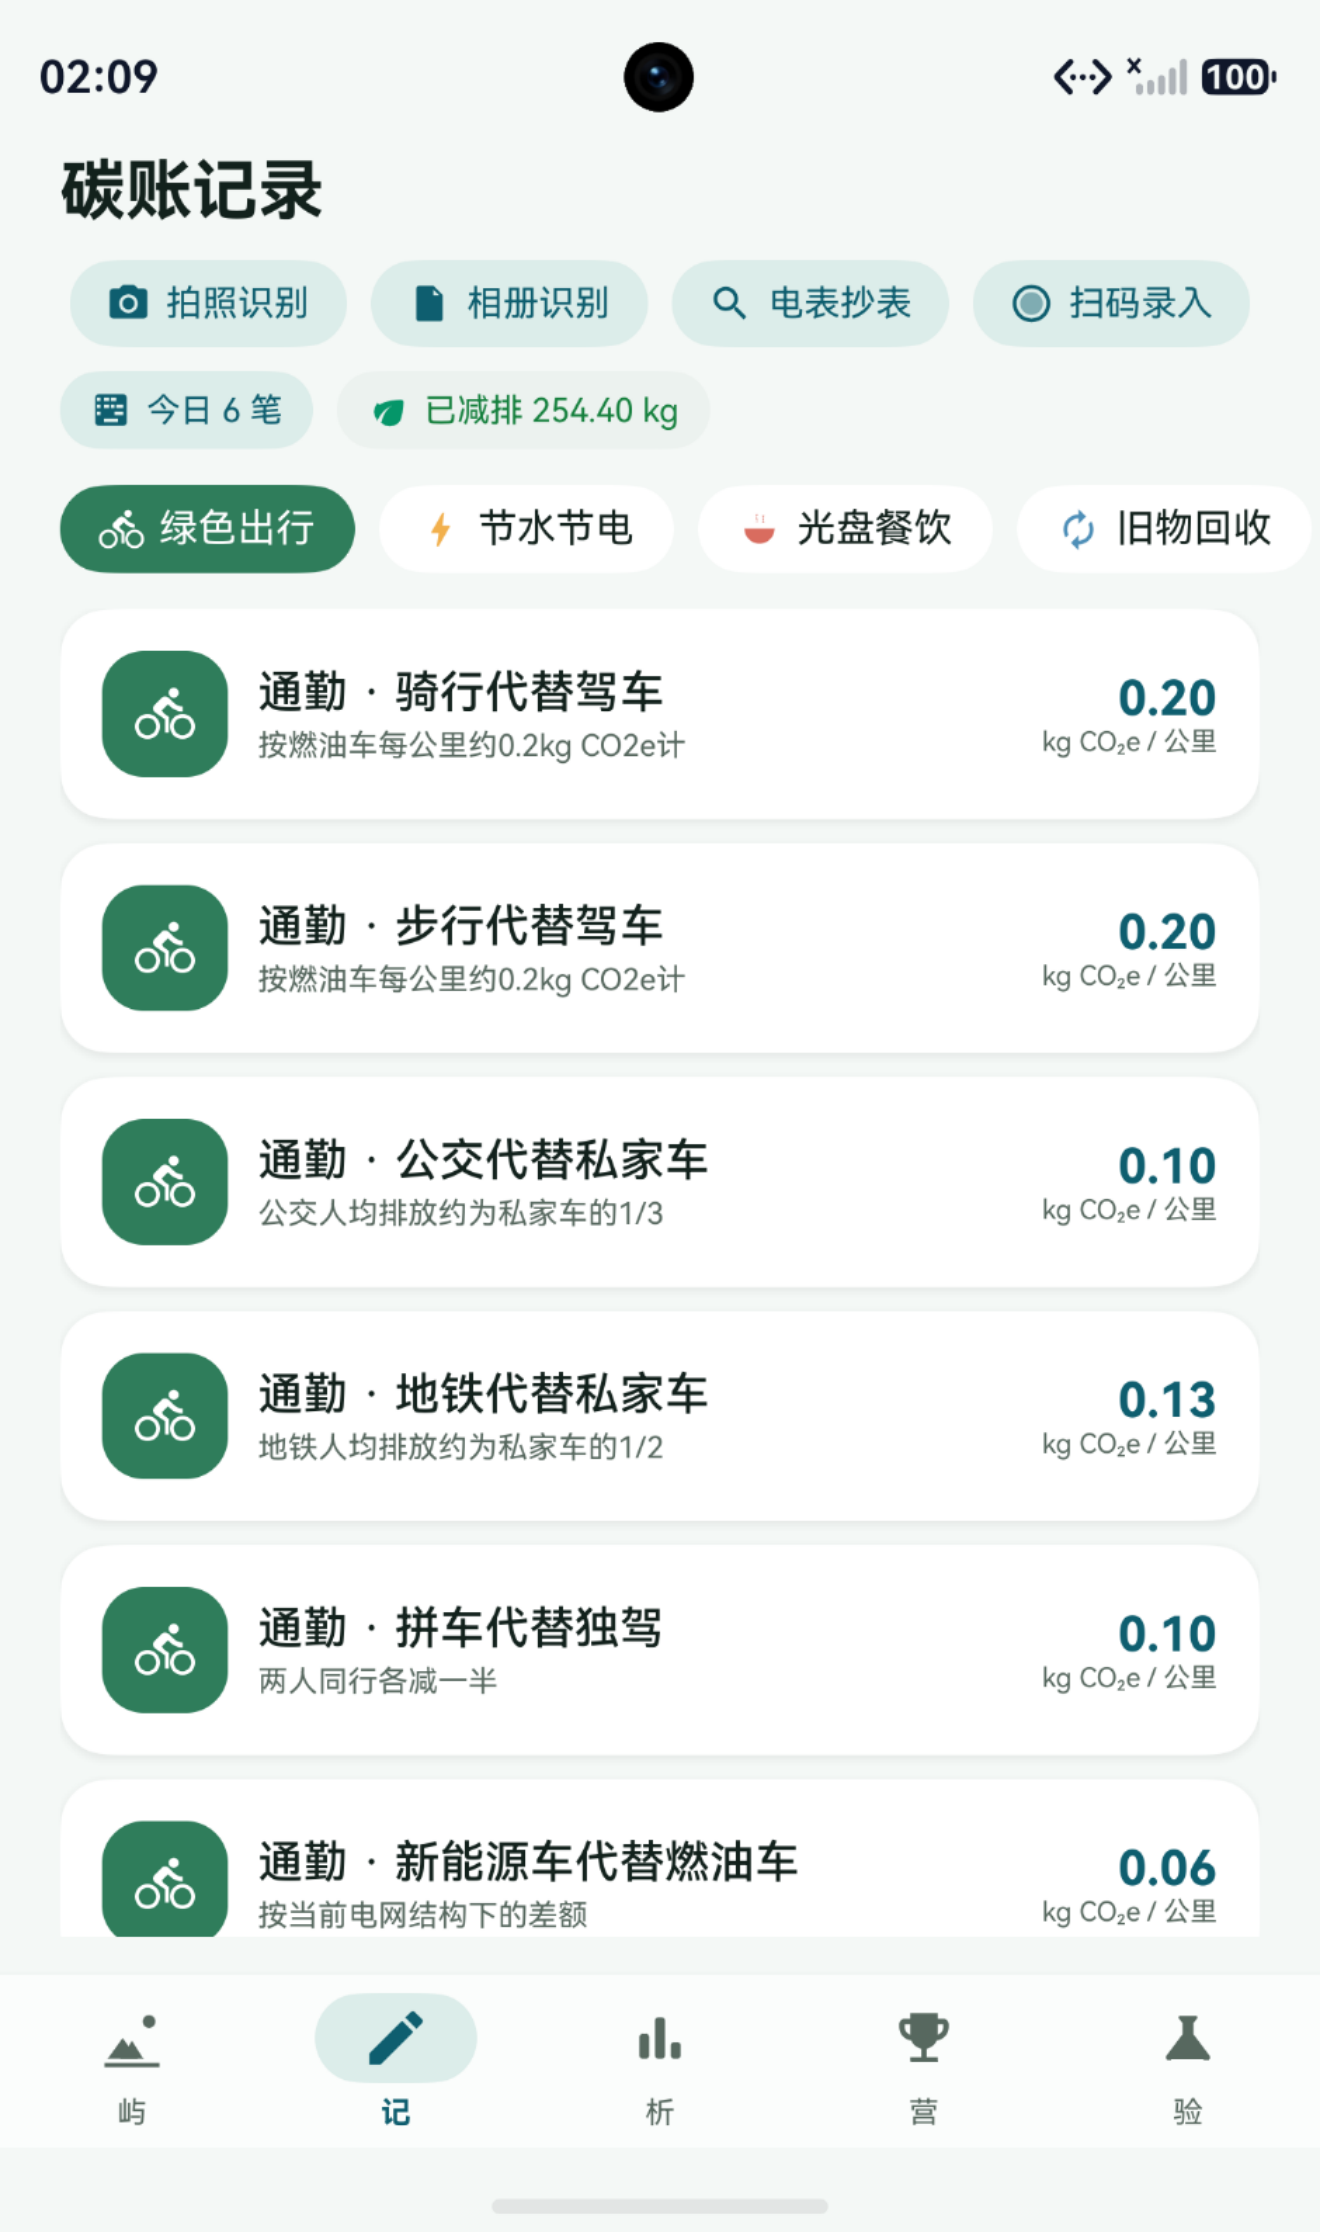 02:09
100
碳账记录
拍照识别
相册识别
电表抄表
扫码录入
今日 6 笔
已减排 254.40 kg
绿色出行
节水节电
光盘餐饮
旧物回收
通勤 · 骑行代替驾车
按燃油车每公里约0.2kg CO2e计
0.20
kg CO₂e / 公里
通勤 · 步行代替驾车
按燃油车每公里约0.2kg CO2e计
0.20
kg CO₂e / 公里
通勤 · 公交代替私家车
公交人均排放约为私家车的1/3
0.10
kg CO₂e / 公里
通勤 · 地铁代替私家车
地铁人均排放约为私家车的1/2
0.13
kg CO₂e / 公里
通勤 · 拼车代替独驾
两人同行各减一半
0.10
kg CO₂e / 公里
通勤 · 新能源车代替燃油车
按当前电网结构下的差额
0.06
kg CO₂e / 公里
屿
记
析
营
验